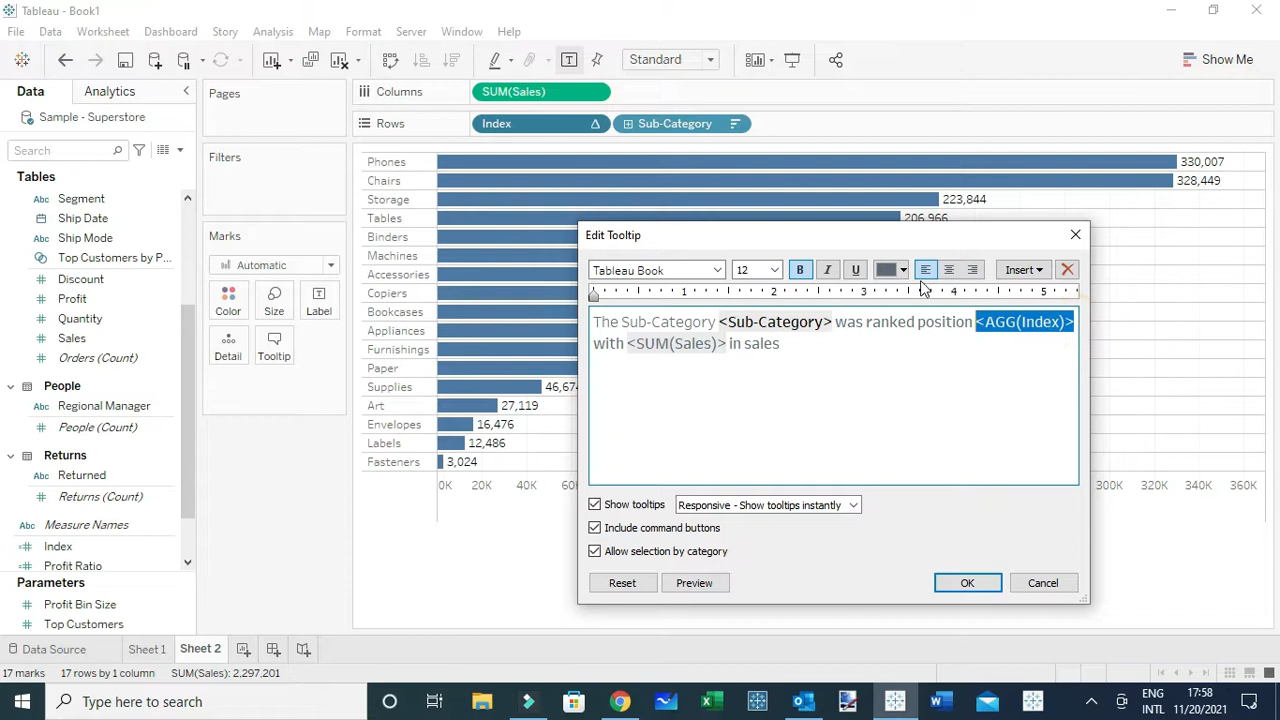 Tableau - Book1
File Data Worksheet Dashboard Story Analysis Map Format Server Window Help
Standard
Show Me
Data Analytics
Pages
Columns
SUM(Sales)
Sample - Superstore
Rows
Index
Sub-Category
Search
Filters
Tables
Segment
Ship Date
Ship Mode
Top Customers by P...
Discount
Profit
Quantity
Sales
Orders (Count)
People
Regional Manager
People (Count)
Returns
Returned
Returns (Count)
Measure Names
Index
Profit Ratio
Parameters
Profit Bin Size
Top Customers
Marks
Automatic
Color Size Label
Detail Tooltip
Phones 330,007
Chairs 328,449
Storage 223,844
Tables 206,966
Binders
Machines
Accessories
Copiers
Bookcases
Appliances
Furnishings
Paper
Supplies 46,674
Art 27,119
Envelopes 16,476
Labels 12,486
Fasteners 3,024
0K 20K 40K 300K 320K 340K 360K
Edit Tooltip
Tableau Book 12 B I U Insert
1 2 3 4 5
The Sub-Category <Sub-Category> was ranked position <AGG(Index)>
with <SUM(Sales)> in sales
Show tooltips Responsive - Show tooltips instantly
Include command buttons
Allow selection by category
Reset Preview OK Cancel
Data Source Sheet 1 Sheet 2
17 marks 17 rows by 1 column SUM(Sales): 2,297,201
Type here to search
ENG
INTL
17:58
11/20/2021